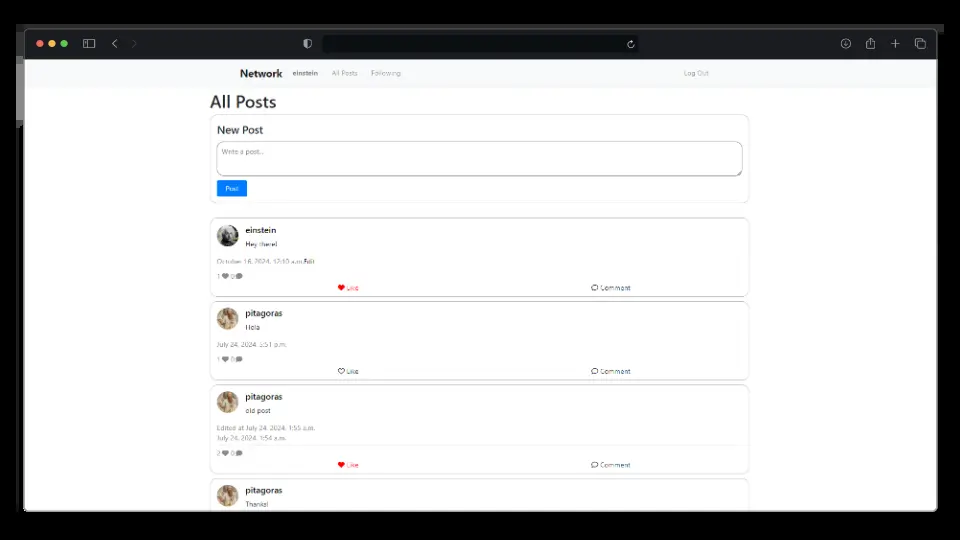 Network einstein All Posts Following Log Out
All Posts
New Post
Write a post...
Post
einstein
Hey there!
October 16, 2024, 12:10 a.m. Edit
1 0
Like Comment
pitagoras
Hola
July 24, 2024, 5:51 p.m.
1 0
Like Comment
pitagoras
old post
Edited at July 24, 2024, 1:55 a.m.
July 24, 2024, 1:54 a.m.
2 0
Like Comment
pitagoras
Thanks!